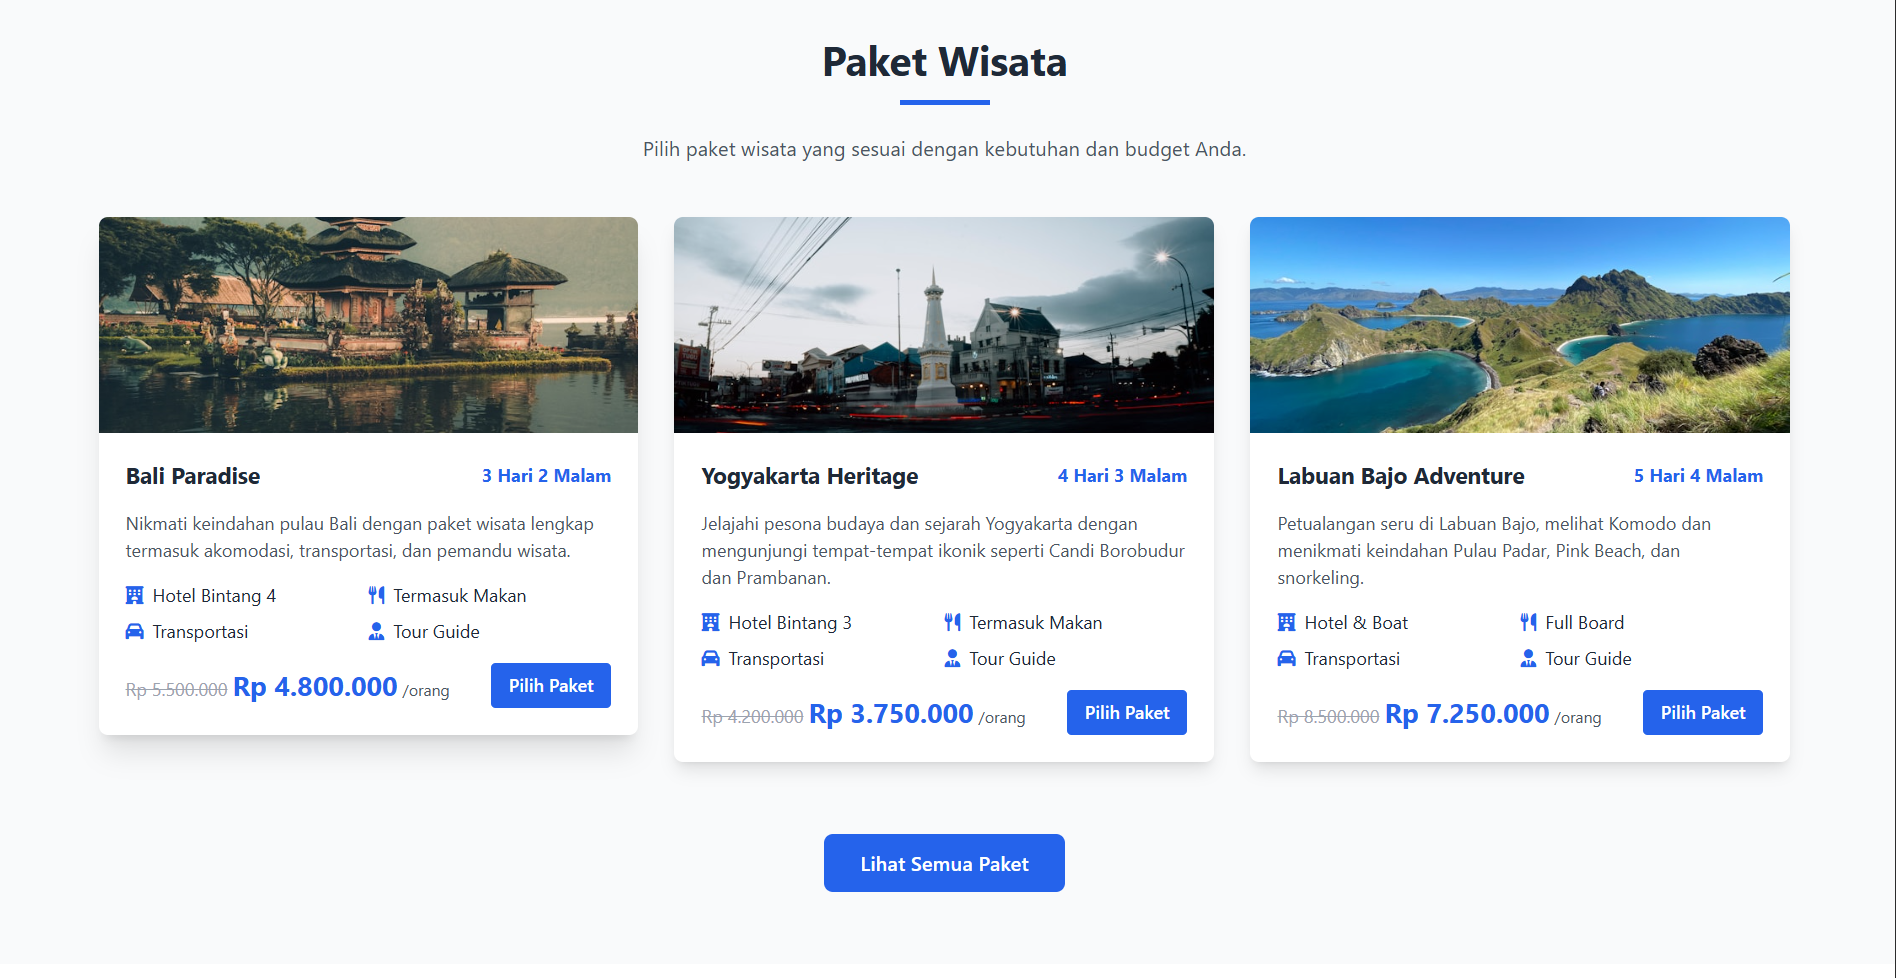 Paket Wisata
Pilih paket wisata yang sesuai dengan kebutuhan dan budget Anda.
Bali Paradise
3 Hari 2 Malam
Nikmati keindahan pulau Bali dengan paket wisata lengkap
termasuk akomodasi, transportasi, dan pemandu wisata.
Hotel Bintang 4
Termasuk Makan
Transportasi
Tour Guide
Rp 5.500.000 Rp 4.800.000 /orang
Pilih Paket
Yogyakarta Heritage
4 Hari 3 Malam
Jelajahi pesona budaya dan sejarah Yogyakarta dengan
mengunjungi tempat-tempat ikonik seperti Candi Borobudur
dan Prambanan.
Hotel Bintang 3
Termasuk Makan
Transportasi
Tour Guide
Rp 4.200.000 Rp 3.750.000 /orang
Pilih Paket
Labuan Bajo Adventure
5 Hari 4 Malam
Petualangan seru di Labuan Bajo, melihat Komodo dan
menikmati keindahan Pulau Padar, Pink Beach, dan
snorkeling.
Hotel & Boat
Full Board
Transportasi
Tour Guide
Rp 8.500.000 Rp 7.250.000 /orang
Pilih Paket
Lihat Semua Paket